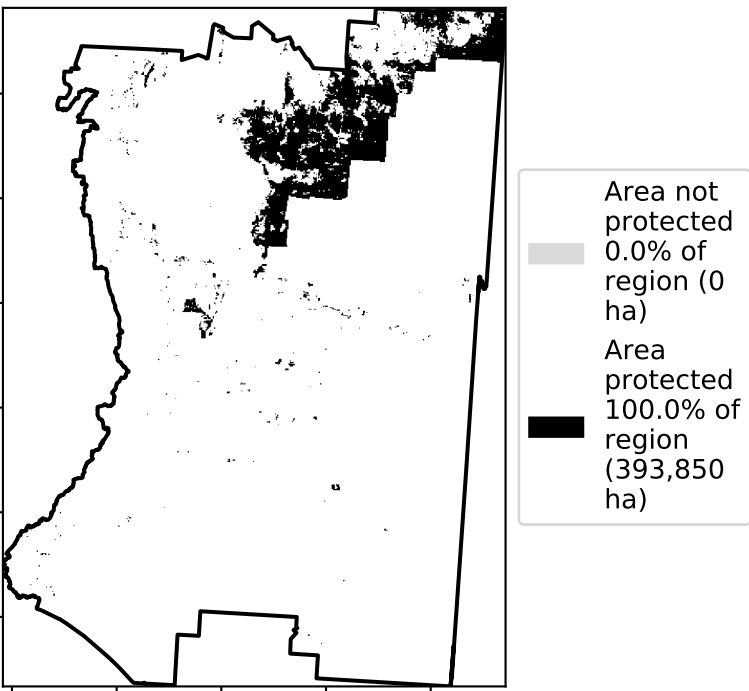 Area not
protected
0.0% of
region (0
ha)
Area
protected
100.0% of
region
(393,850
ha)